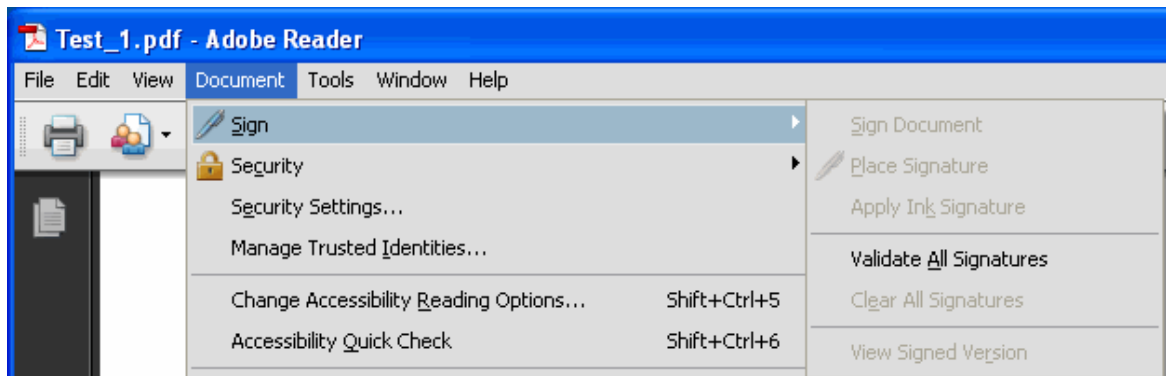 Test_1.pdf - Adobe Reader
File Edit View Document Tools Window Help
Sign
Security
Security Settings...
Manage Trusted Identities...
Change Accessibility Reading Options... Shift+Ctrl+5
Accessibility Quick Check Shift+Ctrl+6
Sign Document
Place Signature
Apply Ink Signature
Validate All Signatures
Clear All Signatures
View Signed Version